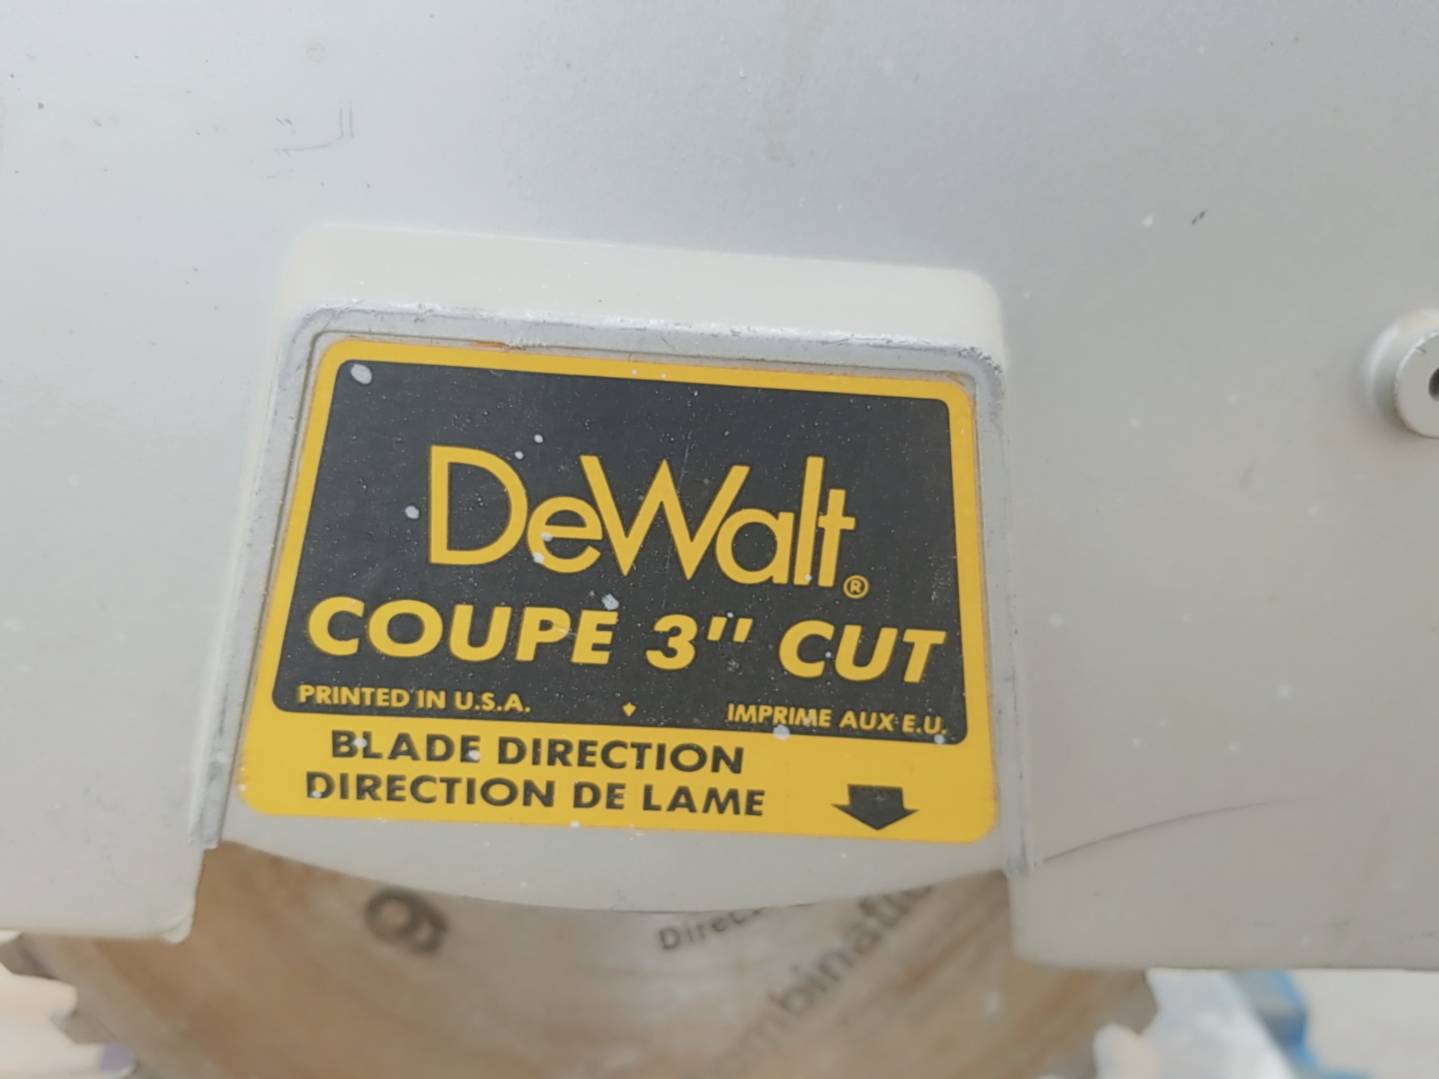 DeWalt®
COUPE 3" CUT
PRINTED IN U.S.A. IMPRIME AUX E.U.
BLADE DIRECTION
DIRECTION DE LAME